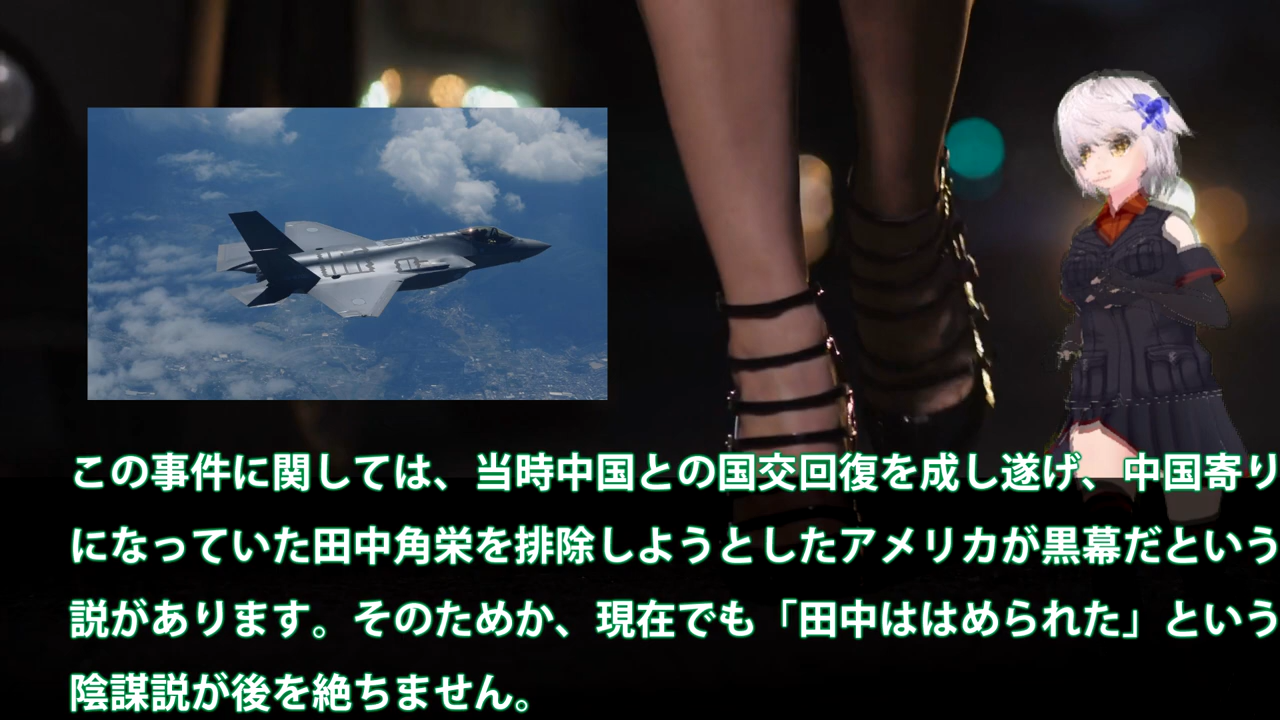 この事件に関しては、当時中国との国交回復を成し遂げ、中国寄り
になっていた田中角栄を排除しようとしたアメリカが黒幕だという
説があります。そのためか、現在でも「田中ははめられた」という
陰謀説が後を絶ちません。